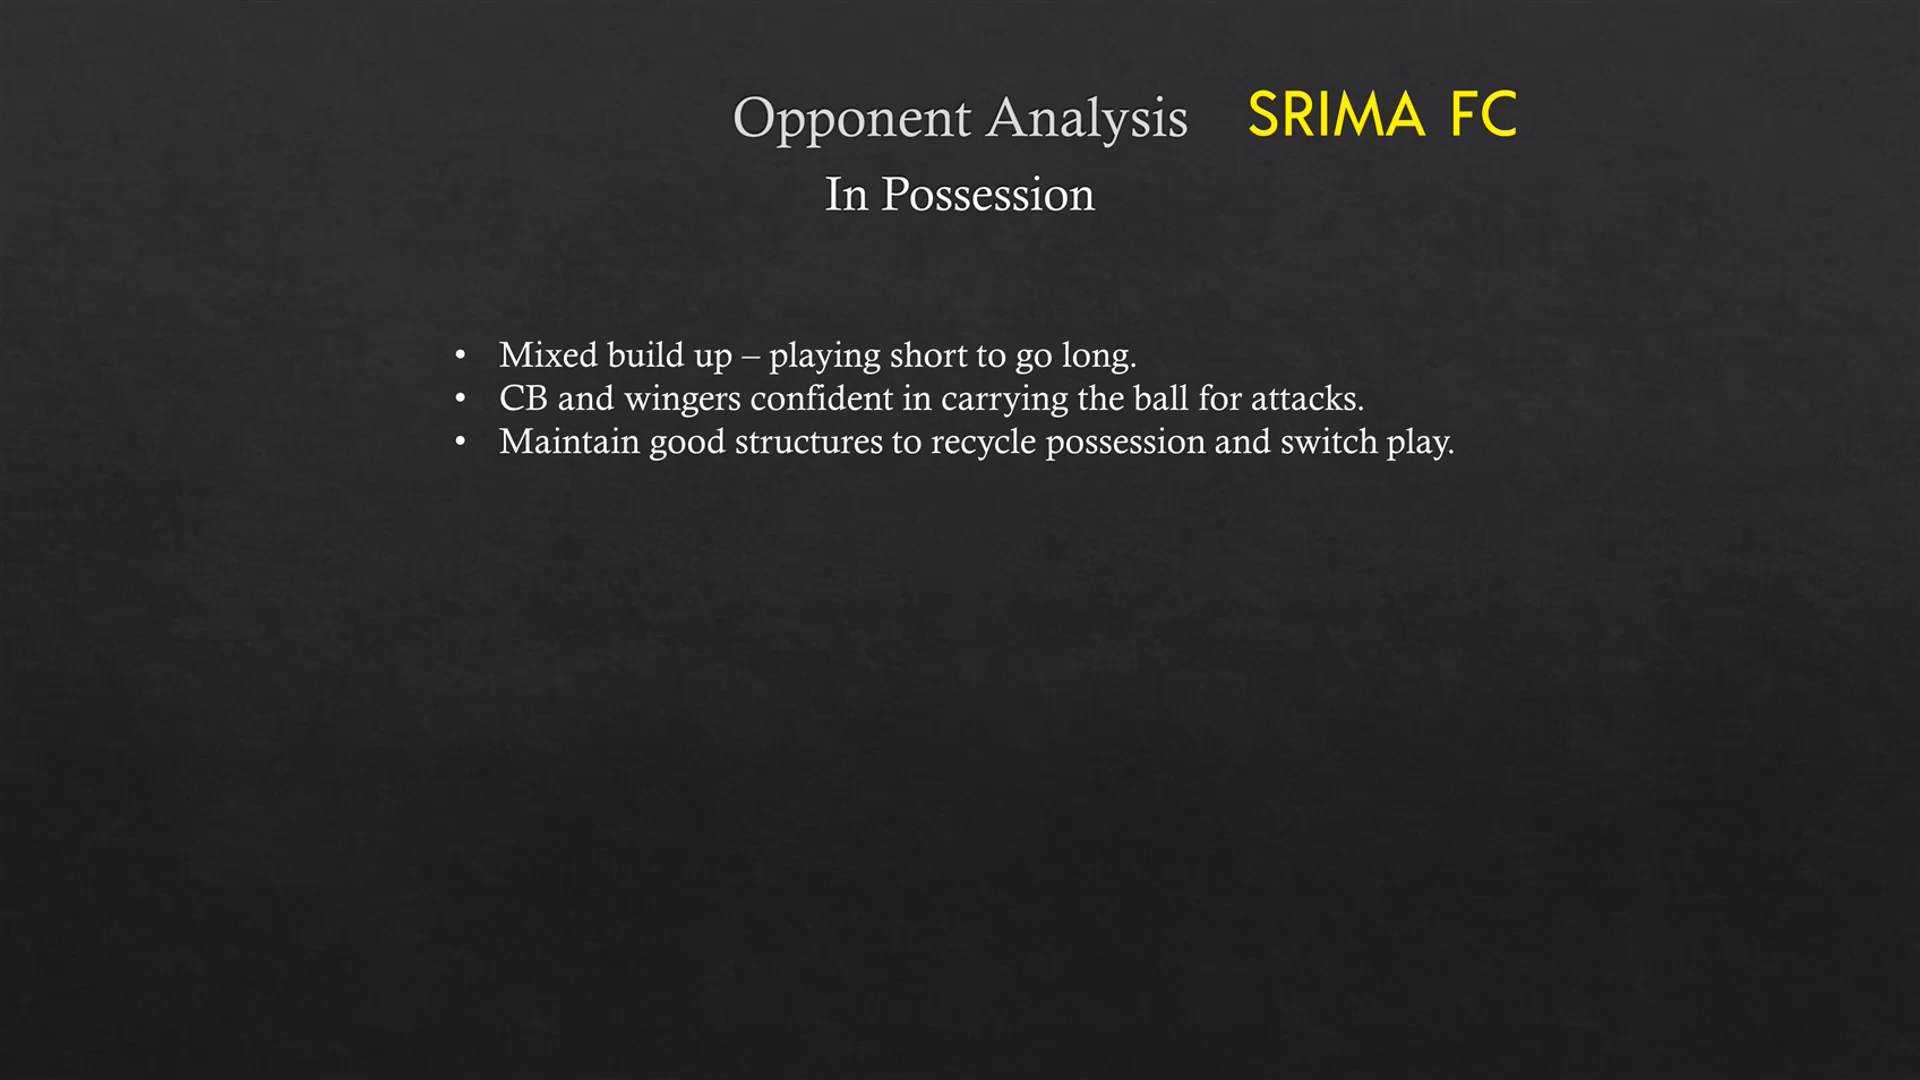 Opponent Analysis SRIMA FC
In Possession
• Mixed build up – playing short to go long.
• CB and wingers confident in carrying the ball for attacks.
• Maintain good structures to recycle possession and switch play.